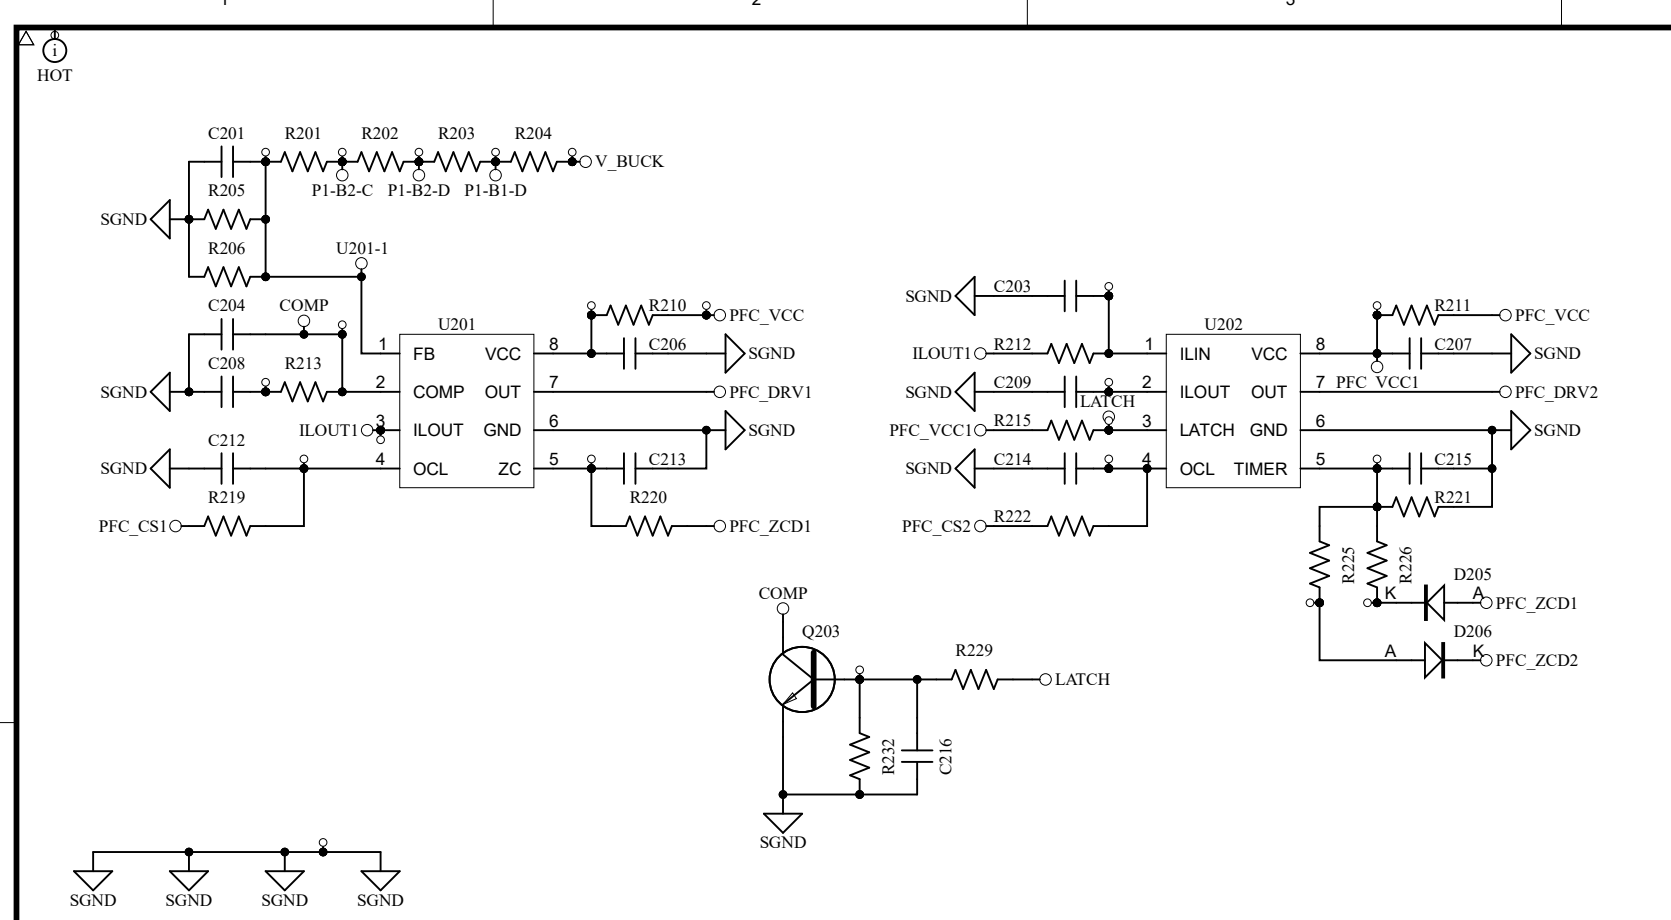 1 2 3
i
HOT
C201 R201 R202 R203 R204
V_BUCK
R205 P1-B2-C P1-B2-D P1-B1-D
SGND
R206 U201-1
C204 COMP
U201
R210 PFC_VCC
1 FB VCC 8 C206 SGND
C208 R213
SGND 2 COMP OUT 7 PFC_DRV1
ILOUT1 3 ILOUT GND 6 SGND
C212
SGND 4 OCL ZC 5 C213
R219 R220
PFC_CS1 PFC_ZCD1
SGND C203
U202
R211 PFC_VCC
ILOUT1 R212 1 ILIN VCC 8 C207 SGND
SGND C209 2 ILOUT OUT 7 PFC_VCC1 PFC_DRV2
LATCH
PFC_VCC1 R215 3 LATCH GND 6 SGND
SGND C214 4 OCL TIMER 5 C215
R221
PFC_CS2 R222
R225 R226
D205
K A PFC_ZCD1
D206
A K PFC_ZCD2
COMP
Q203
R229
LATCH
R232 C216
SGND
SGND SGND SGND SGND